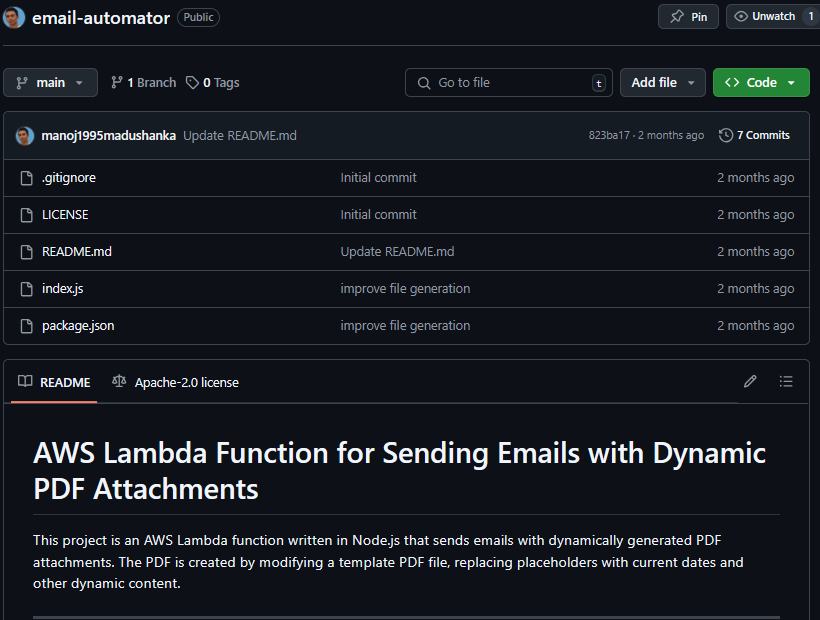 email-automator Public Pin Unwatch 1
main 1 Branch 0 Tags Go to file t Add file Code
manoj1995madushanka Update README.md 823ba17 · 2 months ago 7 Commits
.gitignore Initial commit 2 months ago
LICENSE Initial commit 2 months ago
README.md Update README.md 2 months ago
index.js improve file generation 2 months ago
package.json improve file generation 2 months ago
README Apache-2.0 license
AWS Lambda Function for Sending Emails with Dynamic
PDF Attachments
This project is an AWS Lambda function written in Node.js that sends emails with dynamically generated PDF
attachments. The PDF is created by modifying a template PDF file, replacing placeholders with current dates and
other dynamic content.